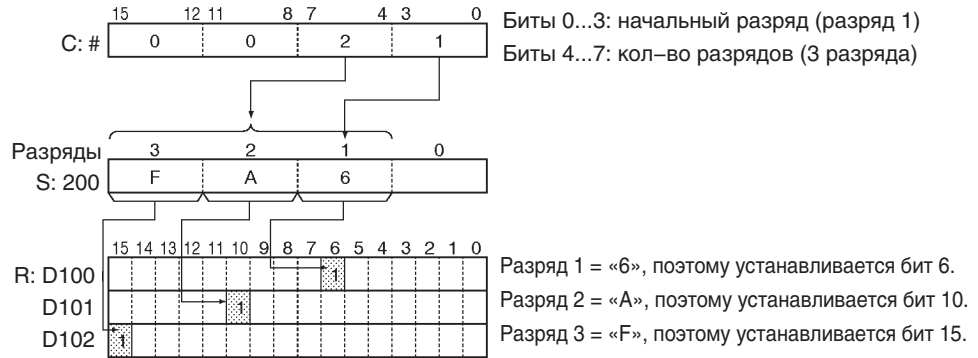 15 12 11 8 7 4 3 0
C: # 0 0 2 1
Биты 0...3: начальный разряд (разряд 1)
Биты 4...7: кол–во разрядов (3 разряда)
Разряды 3 2 1 0
S: 200 F A 6
15 14 13 12 11 10 9 8 7 6 5 4 3 2 1 0
R: D100 1 Разряд 1 = «6», поэтому устанавливается бит 6.
D101 1 Разряд 2 = «A», поэтому устанавливается бит 10.
D102 1 Разряд 3 = «F», поэтому устанавливается бит 15.